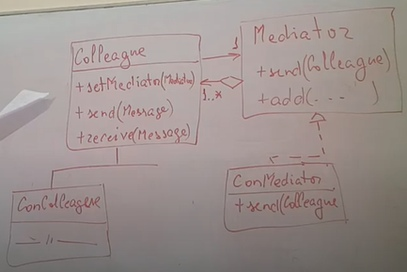 Colleague
+setMediator(Mediator)
+send(Message)
+receive(Message)
1
1..*
Mediator
+send(Colleague)
+add(... )
ConColleague
ConMediator
+send(Colleague